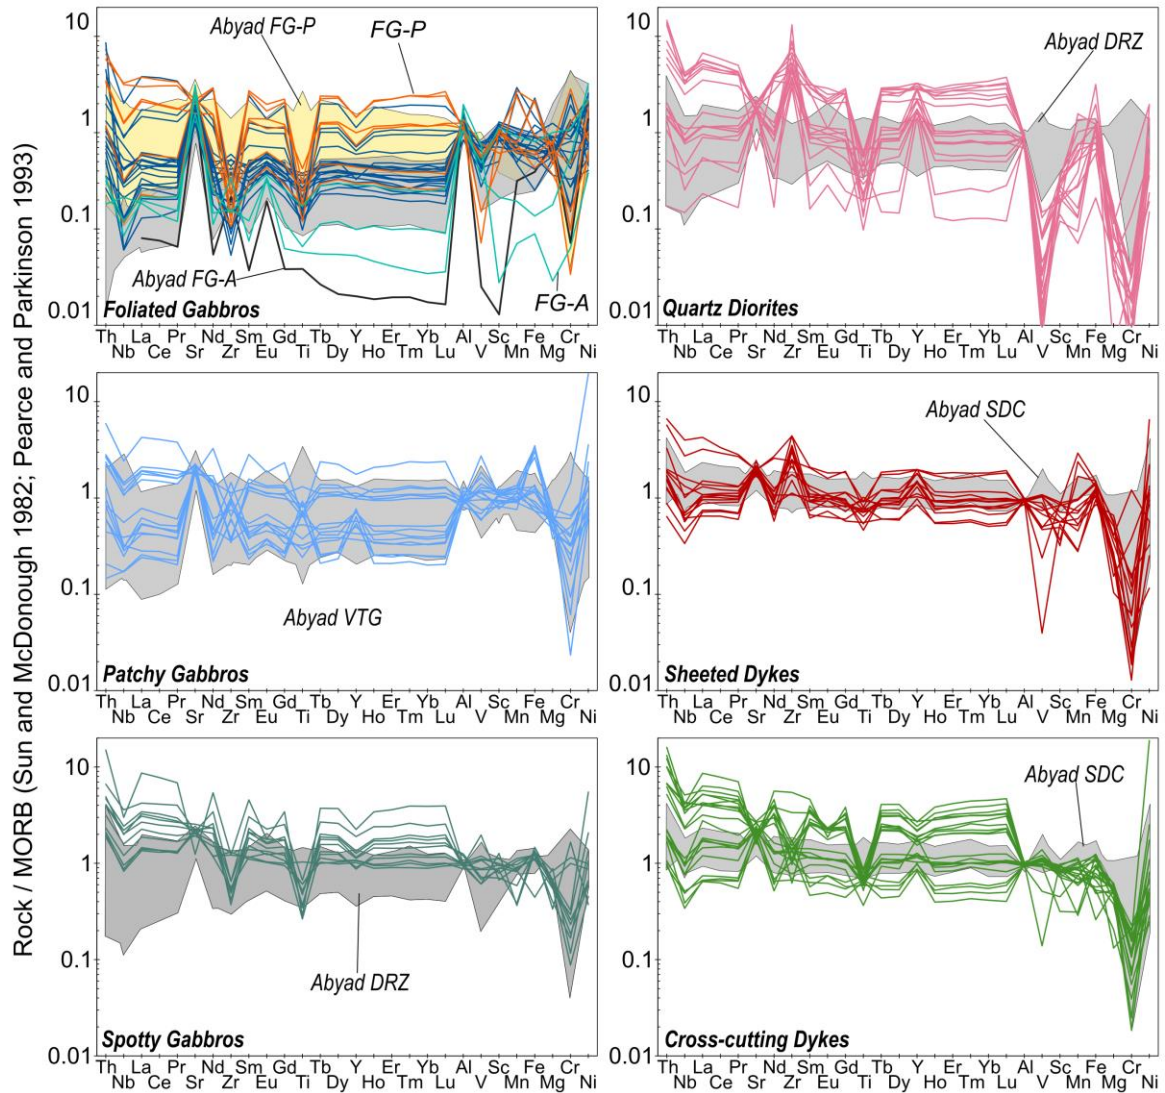 Rock / MORB (Sun and McDonough 1982; Pearce and Parkinson 1993)
10
1
0.1
0.01
Abyad FG-P
FG-P
Abyad FG-A
FG-A
Foliated Gabbros
Th Nb La Ce Pr Sr Nd Zr Sm Eu Gd Ti Tb Dy Y Ho Er Tm Yb Lu Al V Sc Mn Fe Mg Cr Ni
10
1
0.1
0.01
Abyad DRZ
Quartz Diorites
Th Nb La Ce Pr Sr Nd Zr Sm Eu Gd Ti Tb Dy Y Ho Er Tm Yb Lu Al V Sc Mn Fe Mg Cr Ni
10
1
0.1
0.01
Abyad VTG
Patchy Gabbros
Th Nb La Ce Pr Sr Nd Zr Sm Eu Gd Ti Tb Dy Y Ho Er Tm Yb Lu Al V Sc Mn Fe Mg Cr Ni
10
1
0.1
0.01
Abyad SDC
Sheeted Dykes
Th Nb La Ce Pr Sr Nd Zr Sm Eu Gd Ti Tb Dy Y Ho Er Tm Yb Lu Al V Sc Mn Fe Mg Cr Ni
10
1
0.1
0.01
Abyad DRZ
Spotty Gabbros
Th Nb La Ce Pr Sr Nd Zr Sm Eu Gd Ti Tb Dy Y Ho Er Tm Yb Lu Al V Sc Mn Fe Mg Cr Ni
10
1
0.1
0.01
Abyad SDC
Cross-cutting Dykes
Th Nb La Ce Pr Sr Nd Zr Sm Eu Gd Ti Tb Dy Y Ho Er Tm Yb Lu Al V Sc Mn Fe Mg Cr Ni